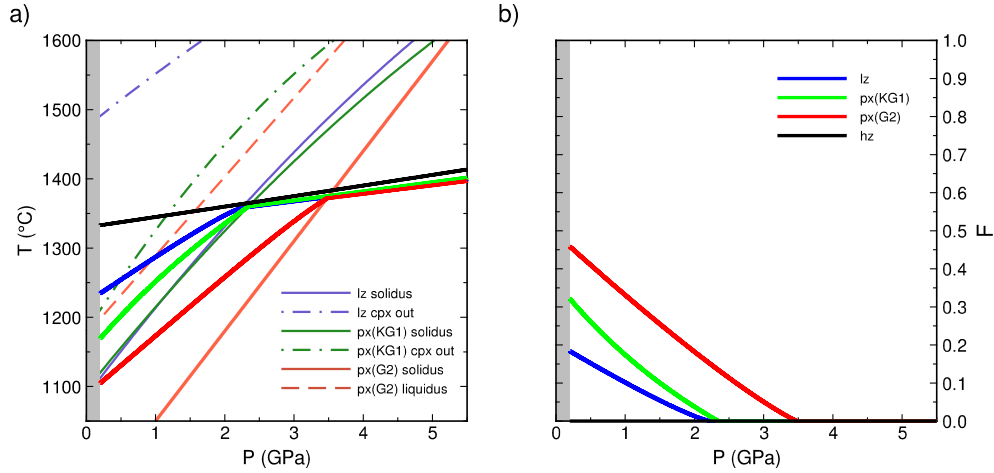 a)
1600
1500
1400
1300
1200
1100
T (°C)
lz solidus
lz cpx out
px(KG1) solidus
px(KG1) cpx out
px(G2) solidus
px(G2) liquidus
0 1 2 3 4 5
P (GPa)
b)
lz
px(KG1)
px(G2)
hz
1.0
0.9
0.8
0.7
0.6
0.5
0.4
0.3
0.2
0.1
0.0
F
0 1 2 3 4 5
P (GPa)